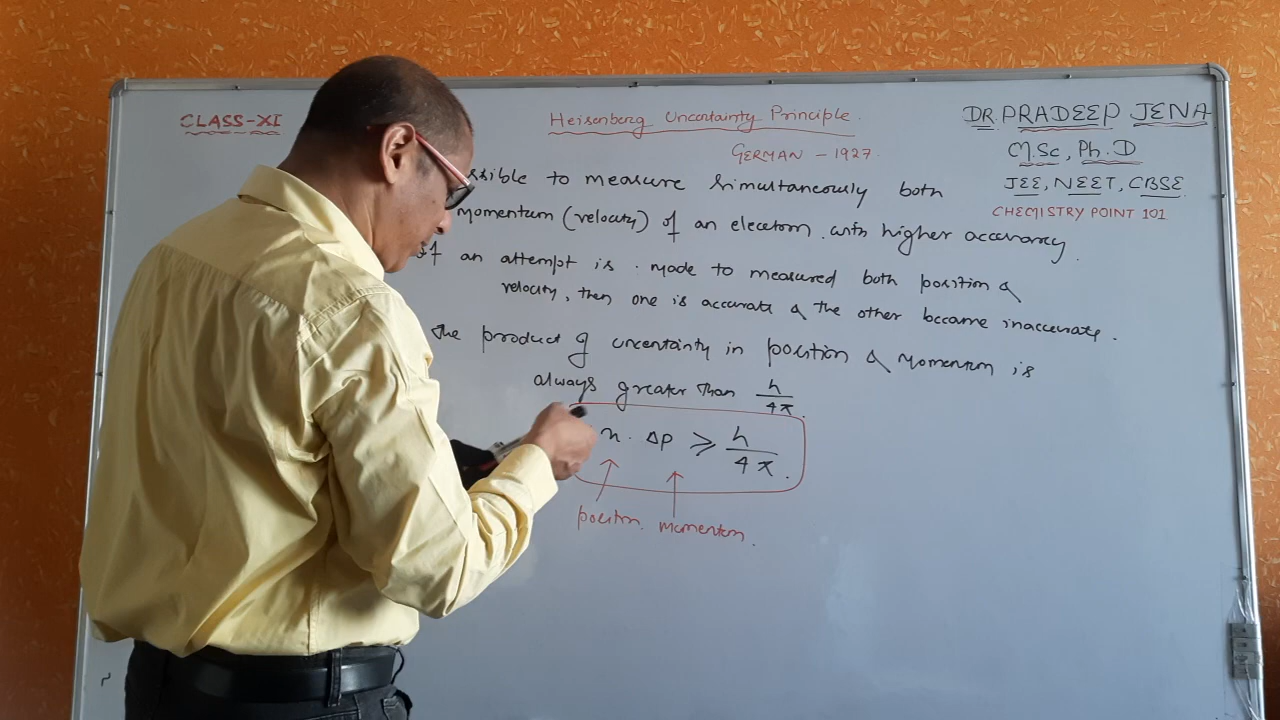 CLASS-XI
Heisenberg Uncertainty Principle.
GERMAN - 1927.
DR PRADEEP JENA
M.Sc, Ph.D
JEE, NEET, CBSE
CHEMISTRY POINT 101
ssible to measure simultaneously both
momentum (velocity) of an electron with higher accuracy.
If an attempt is made to measured both position &
velocity, then one is accurate & the other became inaccurate.
The product of uncertainty in position & momentum is
always greater than h/4π
x. Δp ≥ h/4π.
position. momentum.